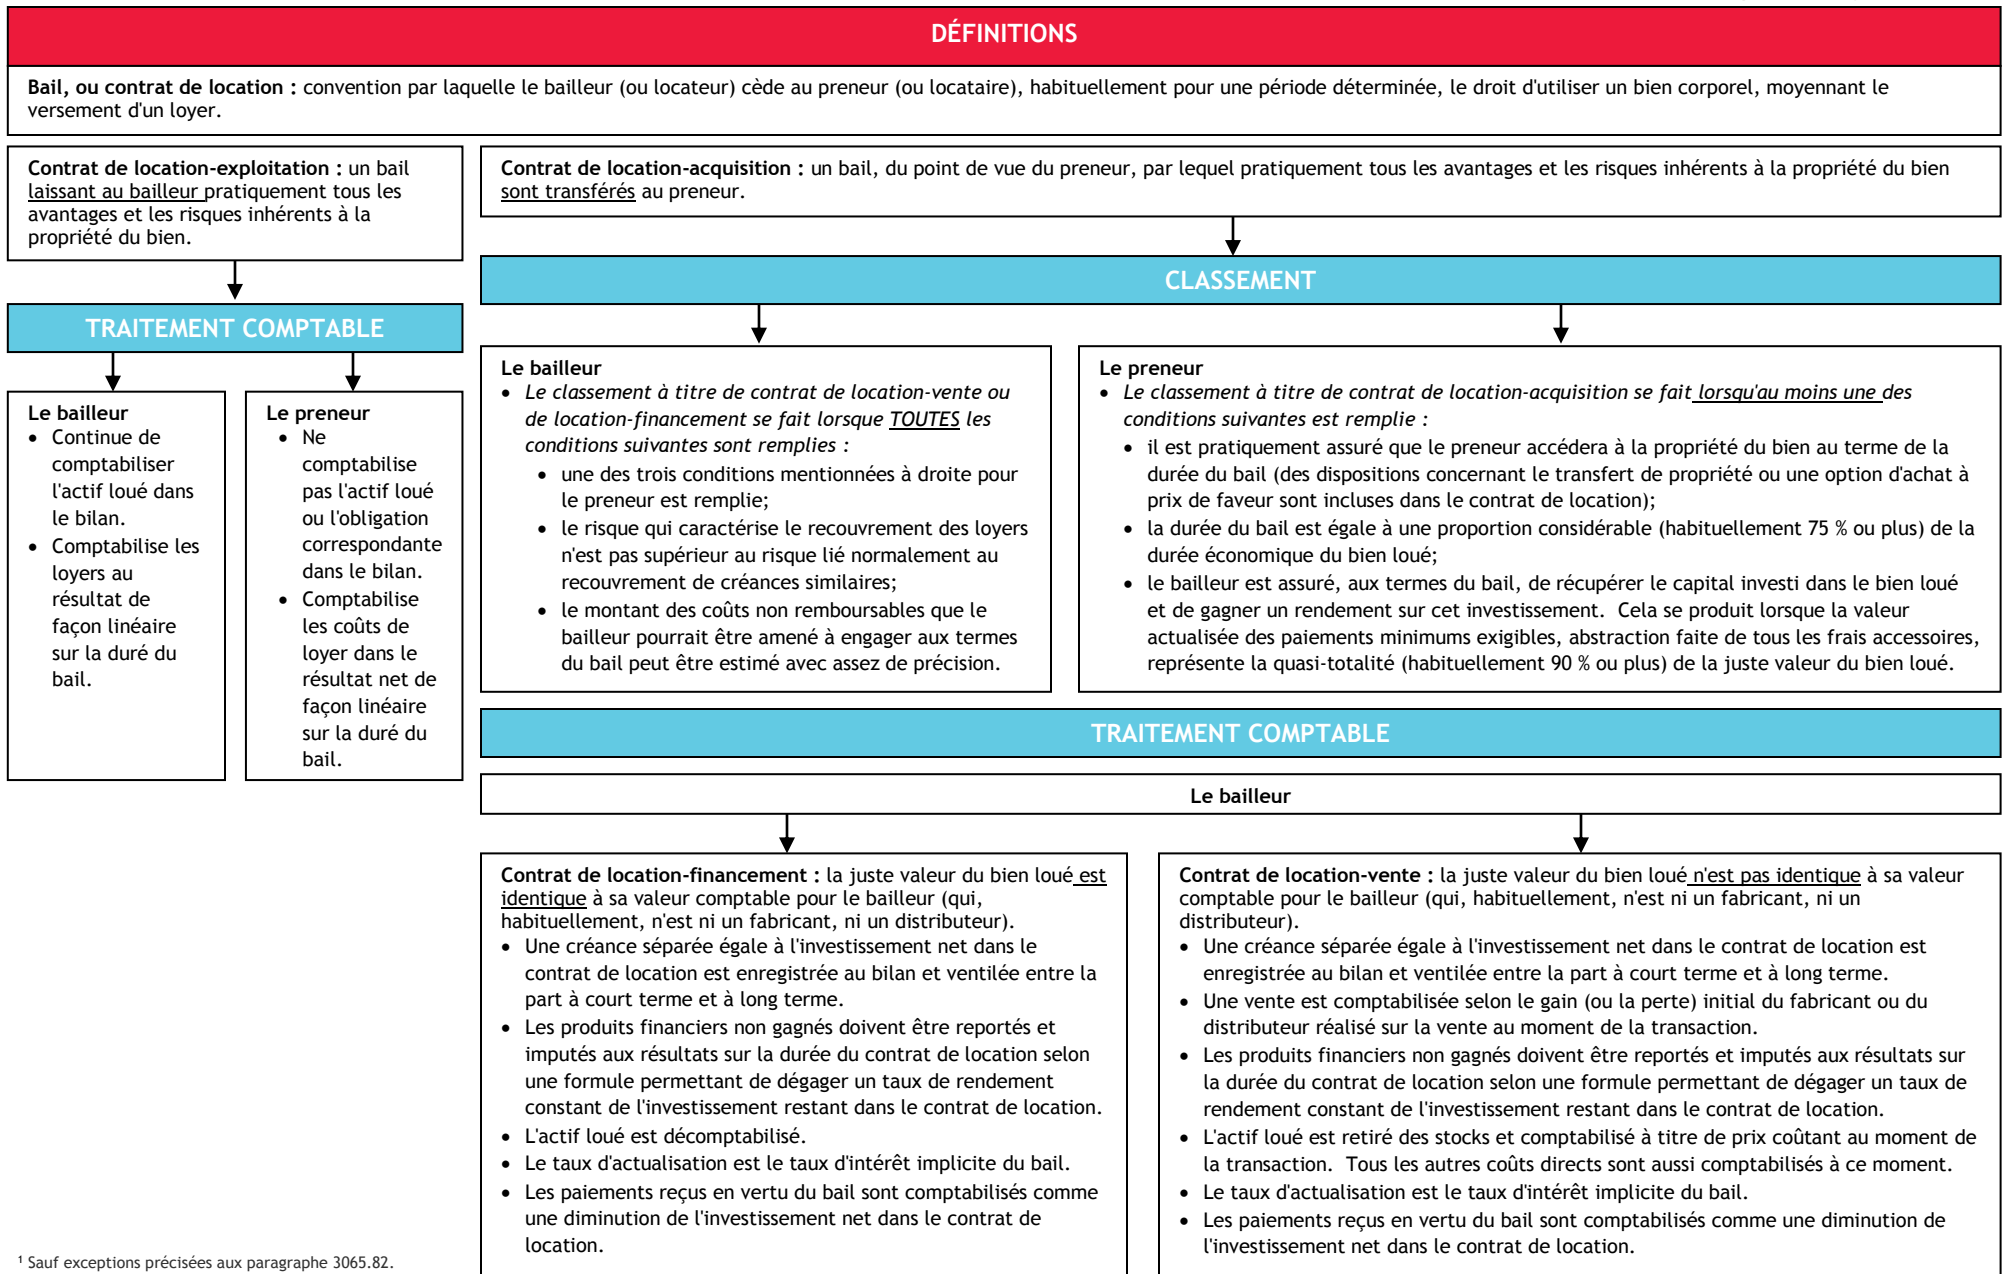 DÉFINITIONS
Bail, ou contrat de location : convention par laquelle le bailleur (ou locateur) cède au preneur (ou locataire), habituellement pour une période déterminée, le droit d'utiliser un bien corporel, moyennant le
versement d'un loyer.
Contrat de location-exploitation : un bail
laissant au bailleur pratiquement tous les
avantages et les risques inhérents à la
propriété du bien.
Contrat de location-acquisition : un bail, du point de vue du preneur, par lequel pratiquement tous les avantages et les risques inhérents à la propriété du bien
sont transférés au preneur.
TRAITEMENT COMPTABLE
Le bailleur
• Continue de
comptabiliser
l'actif loué dans
le bilan.
• Comptabilise les
loyers au
résultat de
façon linéaire
sur la duré du
bail.
Le preneur
• Ne
comptabilise
pas l'actif loué
ou l'obligation
correspondante
dans le bilan.
• Comptabilise
les coûts de
loyer dans le
résultat net de
façon linéaire
sur la duré du
bail.
CLASSEMENT
Le bailleur
• Le classement à titre de contrat de location-vente ou
de location-financement se fait lorsque TOUTES les
conditions suivantes sont remplies :
• une des trois conditions mentionnées à droite pour
le preneur est remplie;
• le risque qui caractérise le recouvrement des loyers
n'est pas supérieur au risque lié normalement au
recouvrement de créances similaires;
• le montant des coûts non remboursables que le
bailleur pourrait être amené à engager aux termes
du bail peut être estimé avec assez de précision.
Le preneur
• Le classement à titre de contrat de location-acquisition se fait lorsqu'au moins une des
conditions suivantes est remplie :
• il est pratiquement assuré que le preneur accédera à la propriété du bien au terme de la
durée du bail (des dispositions concernant le transfert de propriété ou une option d'achat à
prix de faveur sont incluses dans le contrat de location);
• la durée du bail est égale à une proportion considérable (habituellement 75 % ou plus) de la
durée économique du bien loué;
• le bailleur est assuré, aux termes du bail, de récupérer le capital investi dans le bien loué
et de gagner un rendement sur cet investissement. Cela se produit lorsque la valeur
actualisée des paiements minimums exigibles, abstraction faite de tous les frais accessoires,
représente la quasi-totalité (habituellement 90 % ou plus) de la juste valeur du bien loué.
TRAITEMENT COMPTABLE
Le bailleur
Contrat de location-financement : la juste valeur du bien loué est
identique à sa valeur comptable pour le bailleur (qui,
habituellement, n'est ni un fabricant, ni un distributeur).
• Une créance séparée égale à l'investissement net dans le
contrat de location est enregistrée au bilan et ventilée entre la
part à court terme et à long terme.
• Les produits financiers non gagnés doivent être reportés et
imputés aux résultats sur la durée du contrat de location selon
une formule permettant de dégager un taux de rendement
constant de l'investissement restant dans le contrat de location.
• L'actif loué est décomptabilisé.
• Le taux d'actualisation est le taux d'intérêt implicite du bail.
• Les paiements reçus en vertu du bail sont comptabilisés comme
une diminution de l'investissement net dans le contrat de
location.
Contrat de location-vente : la juste valeur du bien loué n'est pas identique à sa valeur
comptable pour le bailleur (qui, habituellement, n'est ni un fabricant, ni un
distributeur).
• Une créance séparée égale à l'investissement net dans le contrat de location est
enregistrée au bilan et ventilée entre la part à court terme et à long terme.
• Une vente est comptabilisée selon le gain (ou la perte) initial du fabricant ou du
distributeur réalisé sur la vente au moment de la transaction.
• Les produits financiers non gagnés doivent être reportés et imputés aux résultats sur
la durée du contrat de location selon une formule permettant de dégager un taux de
rendement constant de l'investissement restant dans le contrat de location.
• L'actif loué est retiré des stocks et comptabilisé à titre de prix coûtant au moment de
la transaction. Tous les autres coûts directs sont aussi comptabilisés à ce moment.
• Le taux d'actualisation est le taux d'intérêt implicite du bail.
• Les paiements reçus en vertu du bail sont comptabilisés comme une diminution de
l'investissement net dans le contrat de location.
¹ Sauf exceptions précisées aux paragraphe 3065.82.